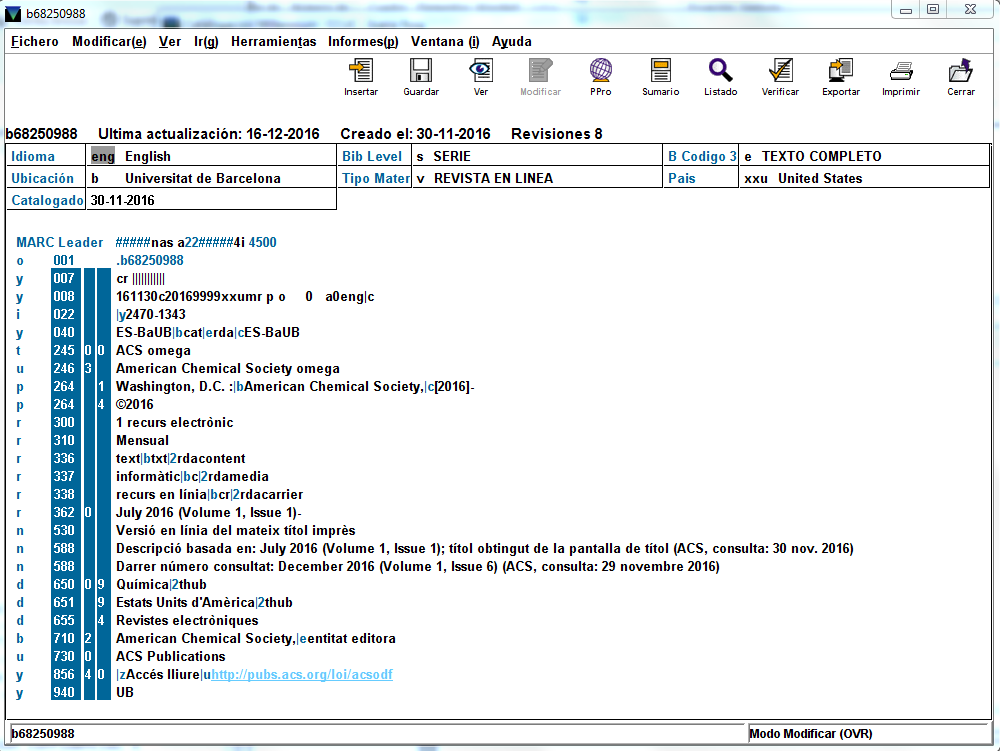 b68250988
Fichero Modificar(e) Ver Ir(g) Herramientas Informes(p) Ventana (i) Ayuda
Insertar Guardar Ver Modificar PPro Sumario Listado Verificar Exportar Imprimir Cerrar
b68250988 Ultima actualización: 16-12-2016 Creado el: 30-11-2016 Revisiones 8
Idioma eng English Bib Level s SERIE B Codigo 3 e TEXTO COMPLETO
Ubicación b Universitat de Barcelona Tipo Mater v REVISTA EN LINEA Pais xxu United States
Catalogado 30-11-2016
MARC Leader #####nas a22#####4i 4500
o 001 .b68250988
y 007 cr |||||||||||
y 008 161130c20169999xxumr p o 0 a0eng|c
i 022 |y2470-1343
y 040 ES-BaUB|bcat|erda|cES-BaUB
t 245 0 0 ACS omega
u 246 3 American Chemical Society omega
p 264 1 Washington, D.C. :|bAmerican Chemical Society,|c[2016]-
p 264 4 ©2016
r 300 1 recurs electrònic
r 310 Mensual
r 336 text|btxt|2rdacontent
r 337 informàtic|bc|2rdamedia
r 338 recurs en línia|bcr|2rdacarrier
r 362 0 July 2016 (Volume 1, Issue 1)-
n 530 Versió en línia del mateix títol imprès
n 588 Descripció basada en: July 2016 (Volume 1, Issue 1); títol obtingut de la pantalla de títol (ACS, consulta: 30 nov. 2016)
n 588 Darrer número consultat: December 2016 (Volume 1, Issue 6) (ACS, consulta: 29 novembre 2016)
d 650 0 9 Química|2thub
d 651 9 Estats Units d'Amèrica|2thub
d 655 4 Revistes electròniques
b 710 2 American Chemical Society,|eentitat editora
u 730 0 ACS Publications
y 856 4 0 |zAccés lliure|uhttp://pubs.acs.org/loi/acsodf
y 940 UB
b68250988 Modo Modificar (OVR)